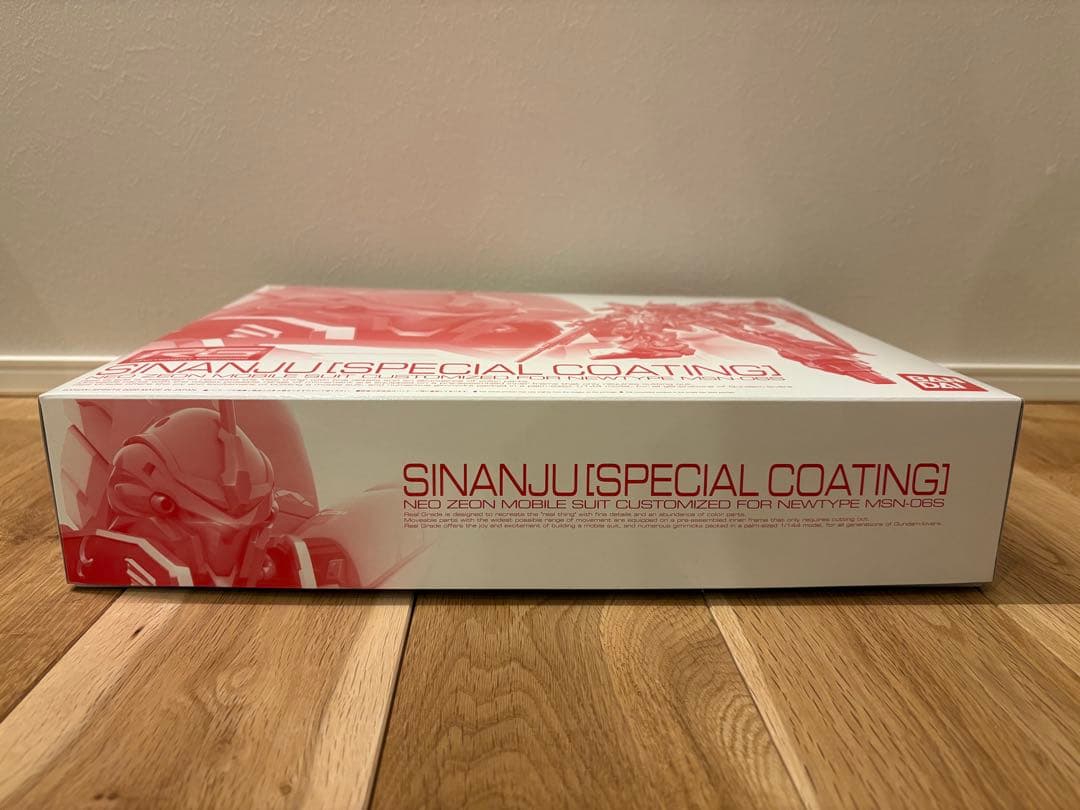 RG
SINANJU[SPECIAL COATING]
NEO ZEON MOBILE SUIT CUSTOMIZED FOR NEWTYPE MSN-06S
BAN
DAI
SINANJU[SPECIAL COATING]
NEO ZEON MOBILE SUIT CUSTOMIZED FOR NEWTYPE MSN-06S
Real Grade is designed to recreate the "real thing" with fine details and an abundance of color parts.
Moveable parts with the widest possible range of movement are equipped on a pre-assembled inner frame that only requires cutting out.
Real Grade offers the joy and excitement of building a mobile suit, and numerous gimmicks packed in a palm-sized 1/144 model, for all generations of Gundam lovers.